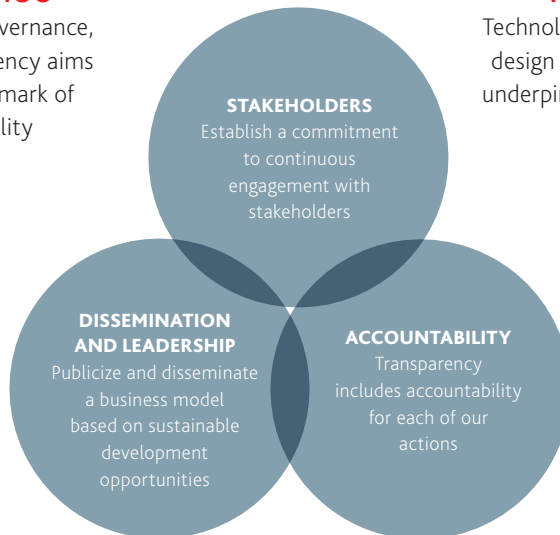 vernance,
ency aims
mark of
lity
Technol
design
underpi
STAKEHOLDERS
Establish a commitment
to continuous
engagement with
stakeholders
DISSEMINATION
AND LEADERSHIP
Publicize and disseminate
a business model
based on sustainable
development
opportunities
ACCOUNTABILITY
Transparency
includes accountability
for each of our
actions